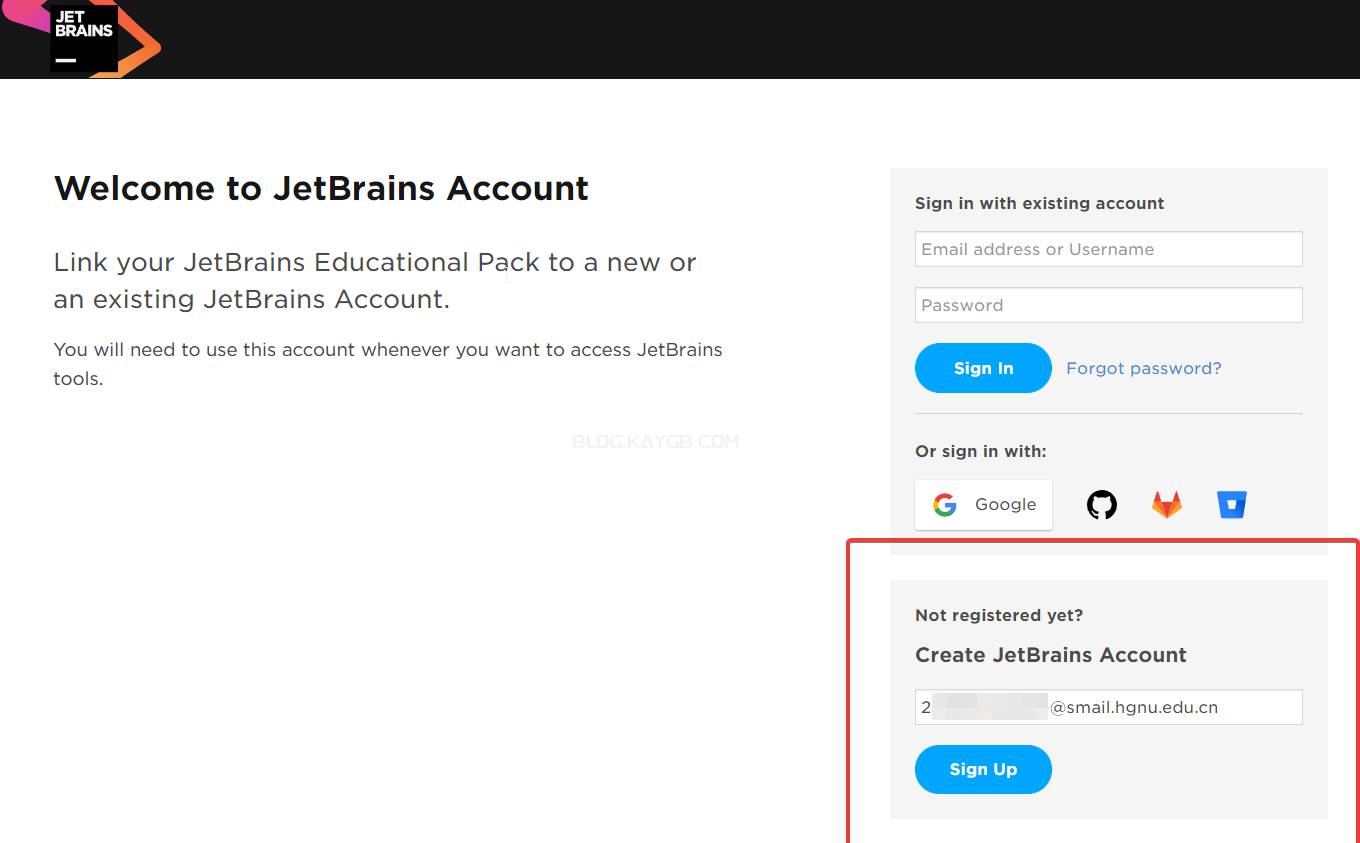 JET
BRAINS
Welcome to JetBrains Account
Link your JetBrains Educational Pack to a new or
an existing JetBrains Account.
You will need to use this account whenever you want to access JetBrains
tools.
BLOG.KAYGB.COM
Sign in with existing account
Email address or Username
Password
Sign In Forgot password?
Or sign in with:
Google
Not registered yet?
Create JetBrains Account
2 @smail.hgnu.edu.cn
Sign Up